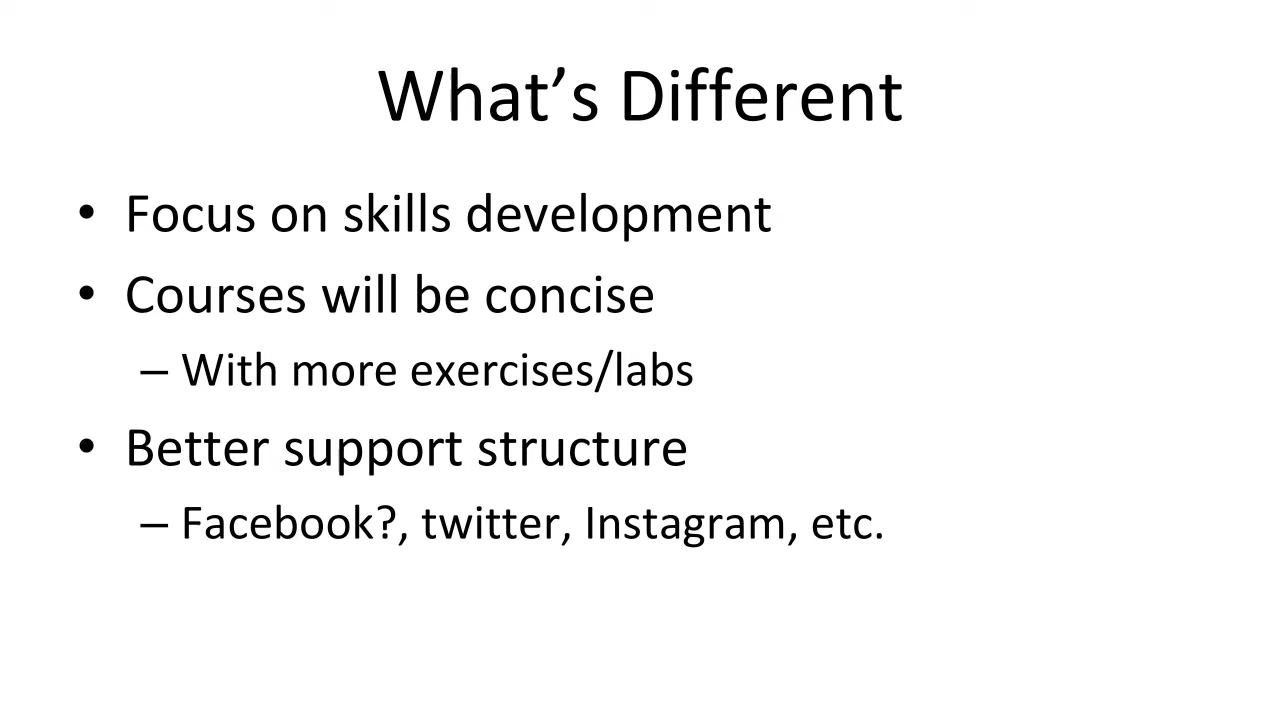 What’s Different
• Focus on skills development
• Courses will be concise
– With more exercises/labs
• Better support structure
– Facebook?, twitter, Instagram, etc.